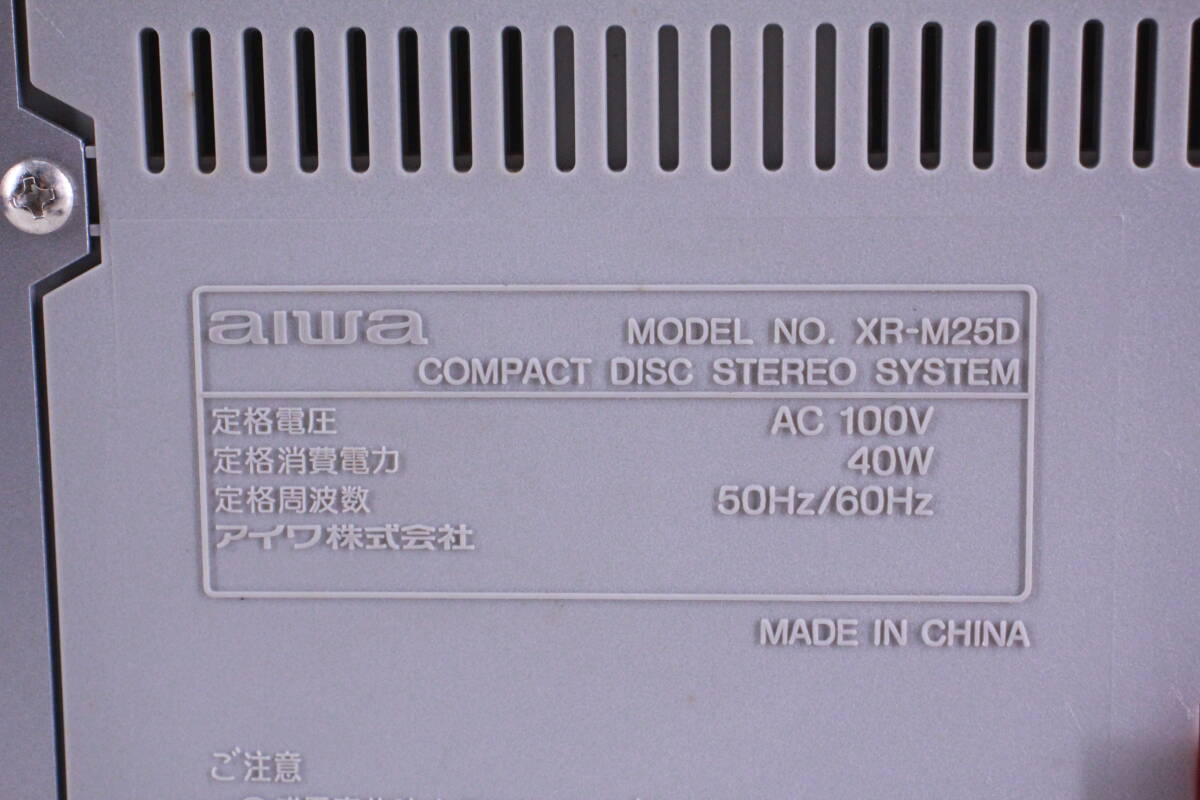 aiwa MODEL NO. XR-M25D
COMPACT DISC STEREO SYSTEM
定格電圧 AC 100V
定格消費電力 40W
定格周波数 50Hz/60Hz
アイワ株式会社
MADE IN CHINA
ご注意